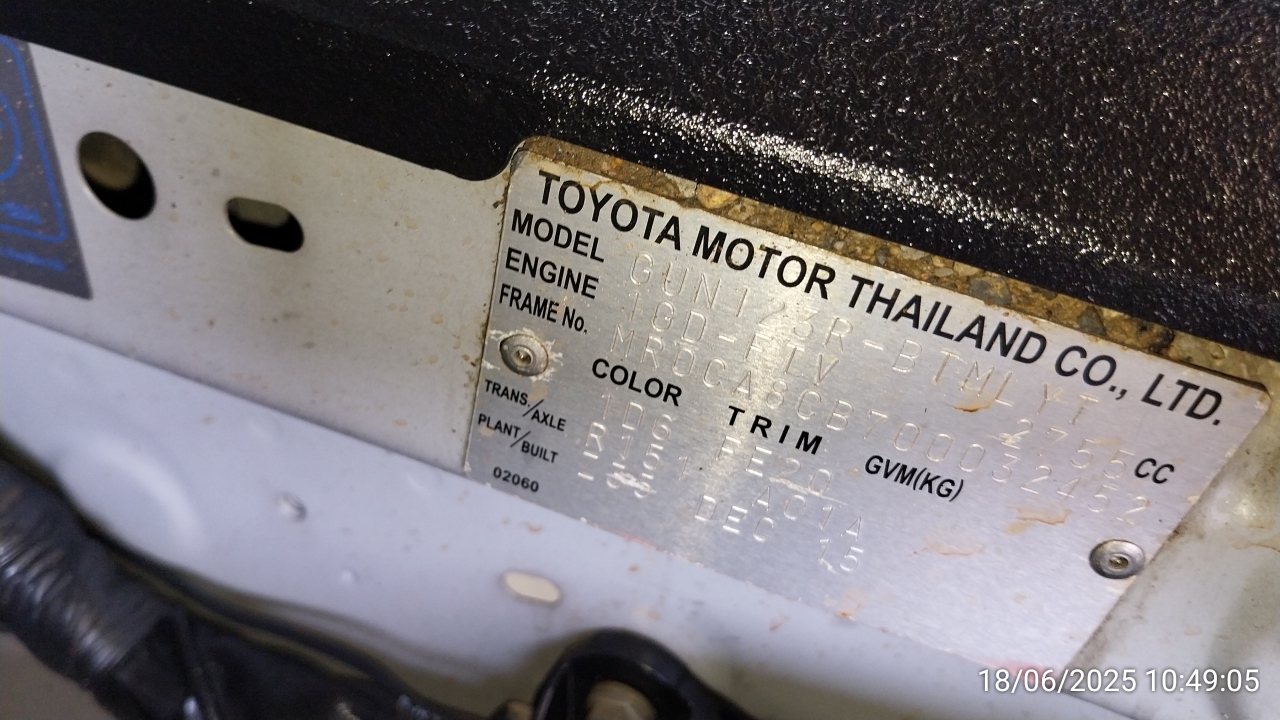 TOYOTA MOTOR THAILAND CO., LTD.
MODEL GUN123R-BTMLYT
ENGINE 1GD-FTV 2755 CC
FRAME No. MR0CA8CB700032452
COLOR TRIM GVM(KG)
1D6 FE20
TRANS./AXLE AC1A
PLANT/BUILT DEC 15
02060
18/06/2025 10:49:05